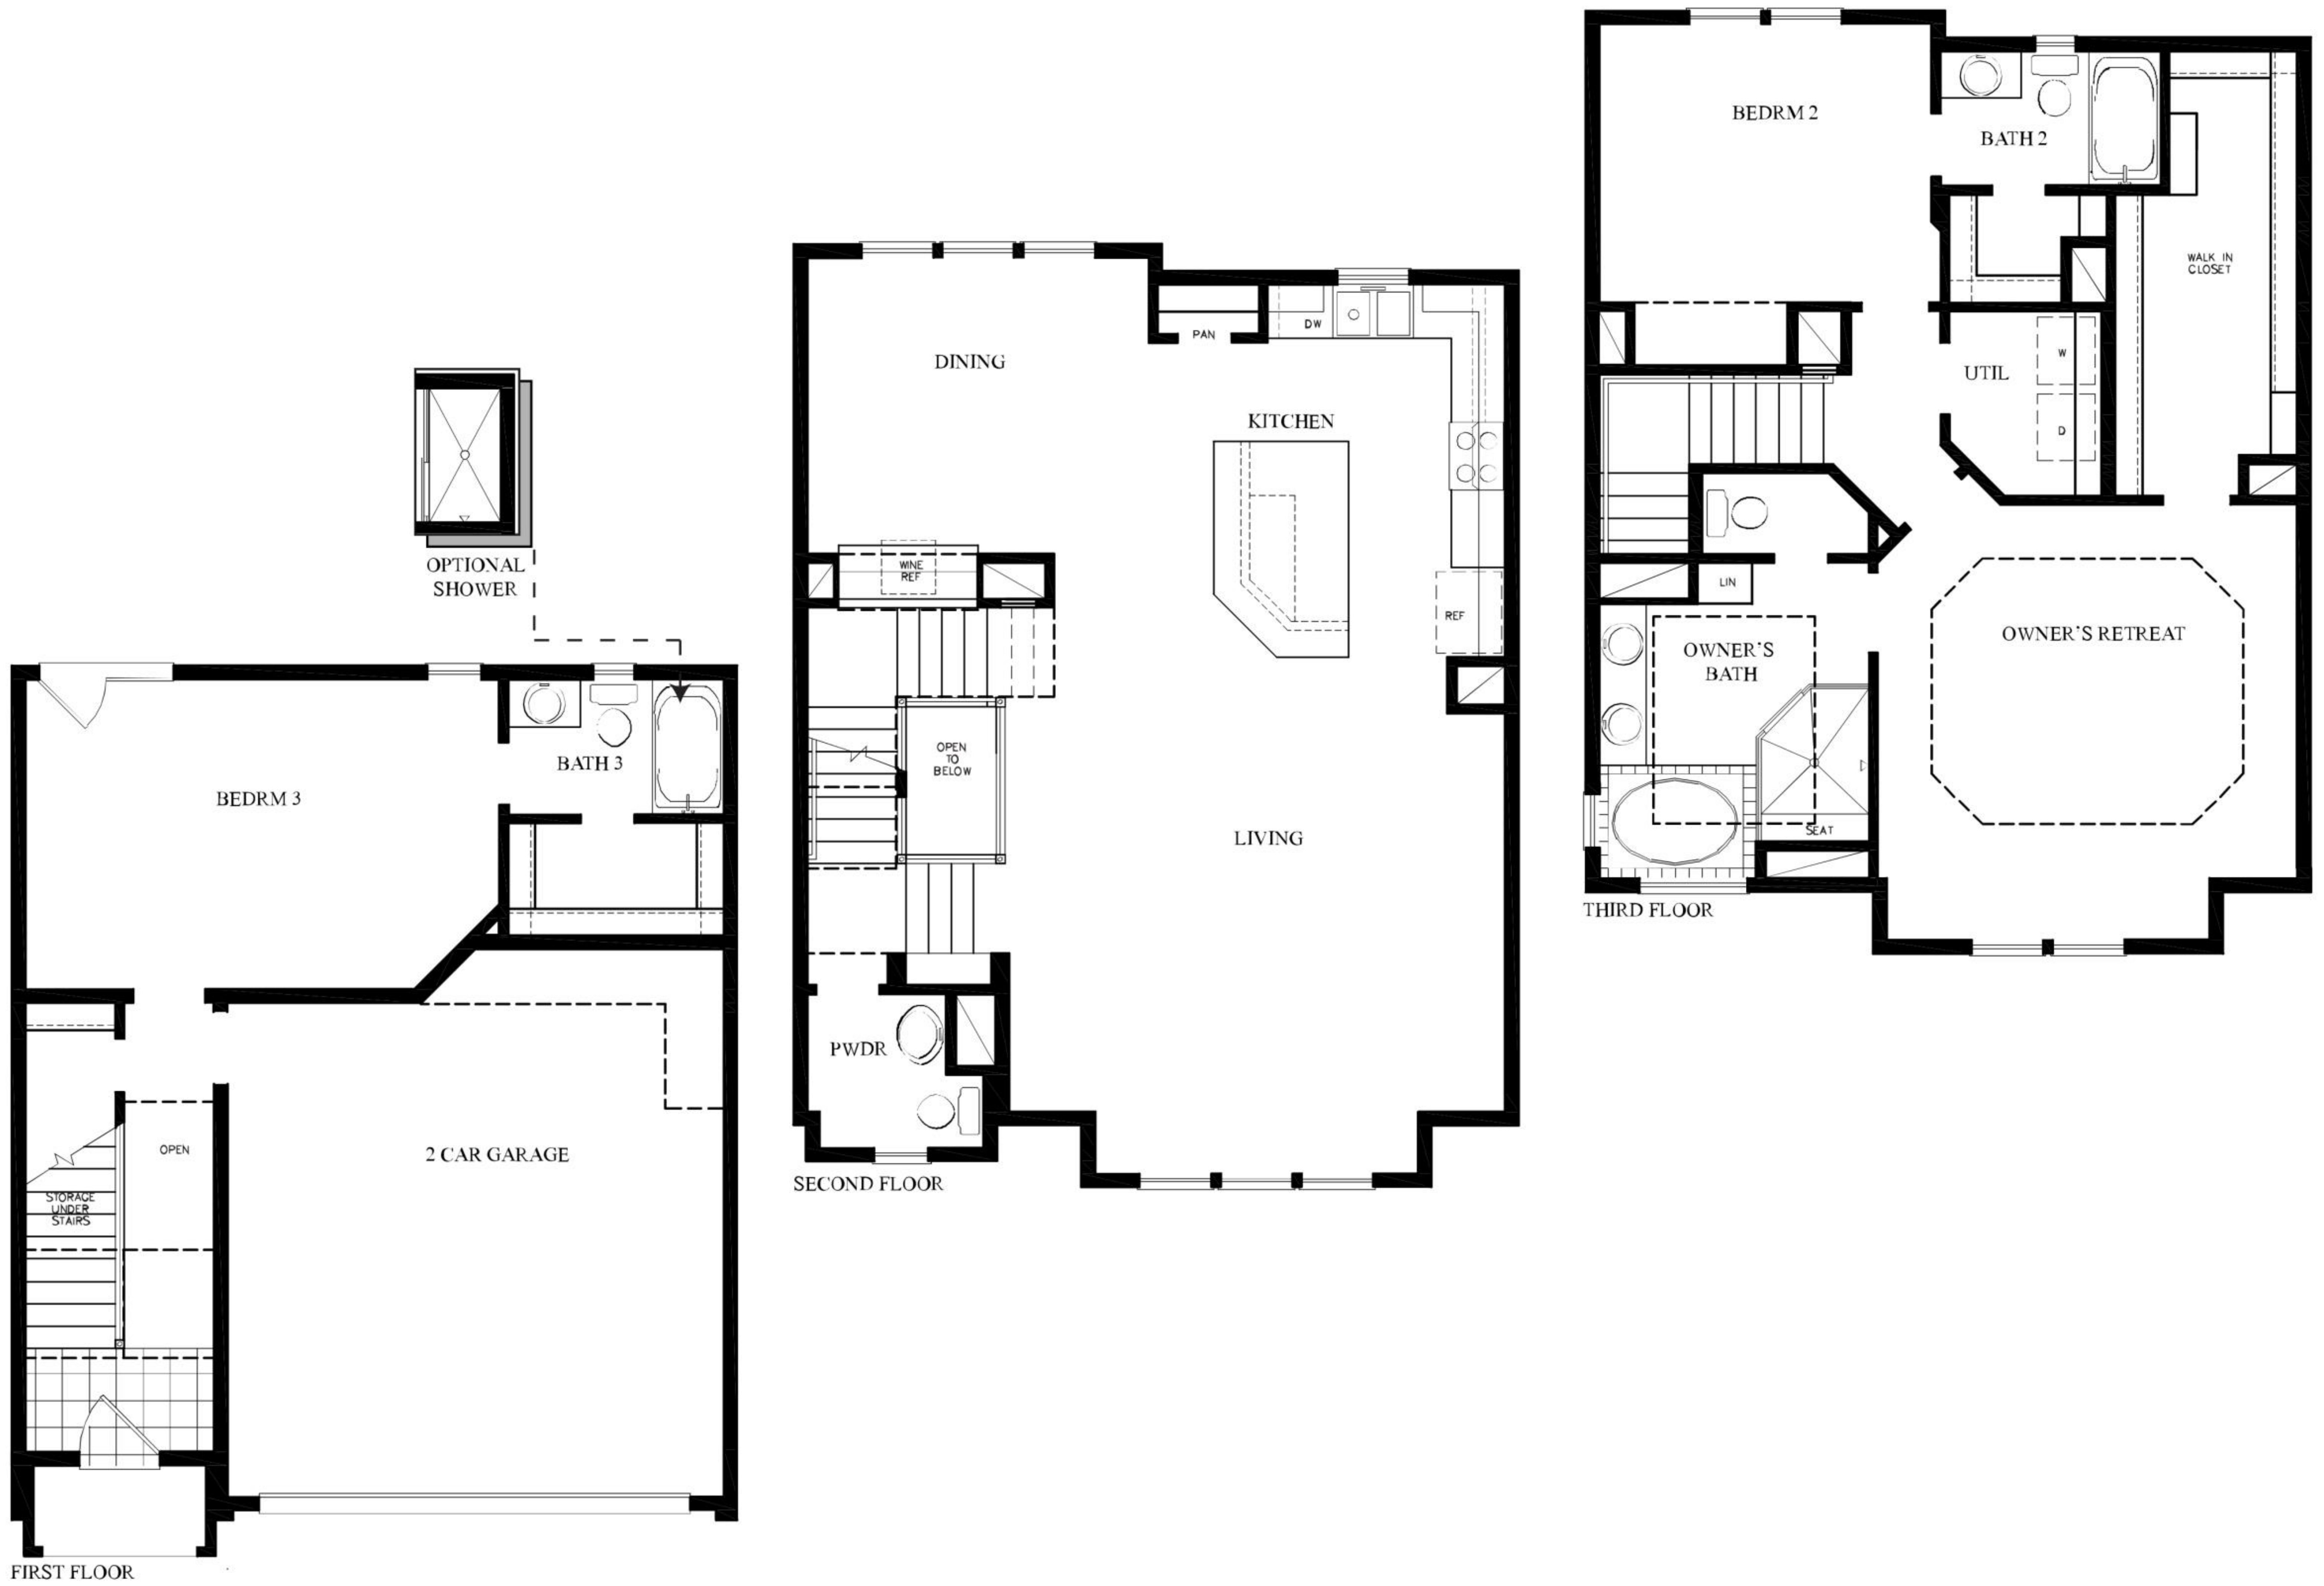 OPTIONAL
SHOWER
BEDRM 3
BATH 3
2 CAR GARAGE
OPEN
STORAGE
UNDER
STAIRS
FIRST FLOOR
DINING
PAN
DW
KITCHEN
WINE
REF
REF
OPEN
TO
BELOW
LIVING
PWDR
SECOND FLOOR
BEDRM 2
BATH 2
WALK IN
CLOSET
W
UTIL
D
LIN
OWNER'S
BATH
OWNER'S RETREAT
SEAT
THIRD FLOOR